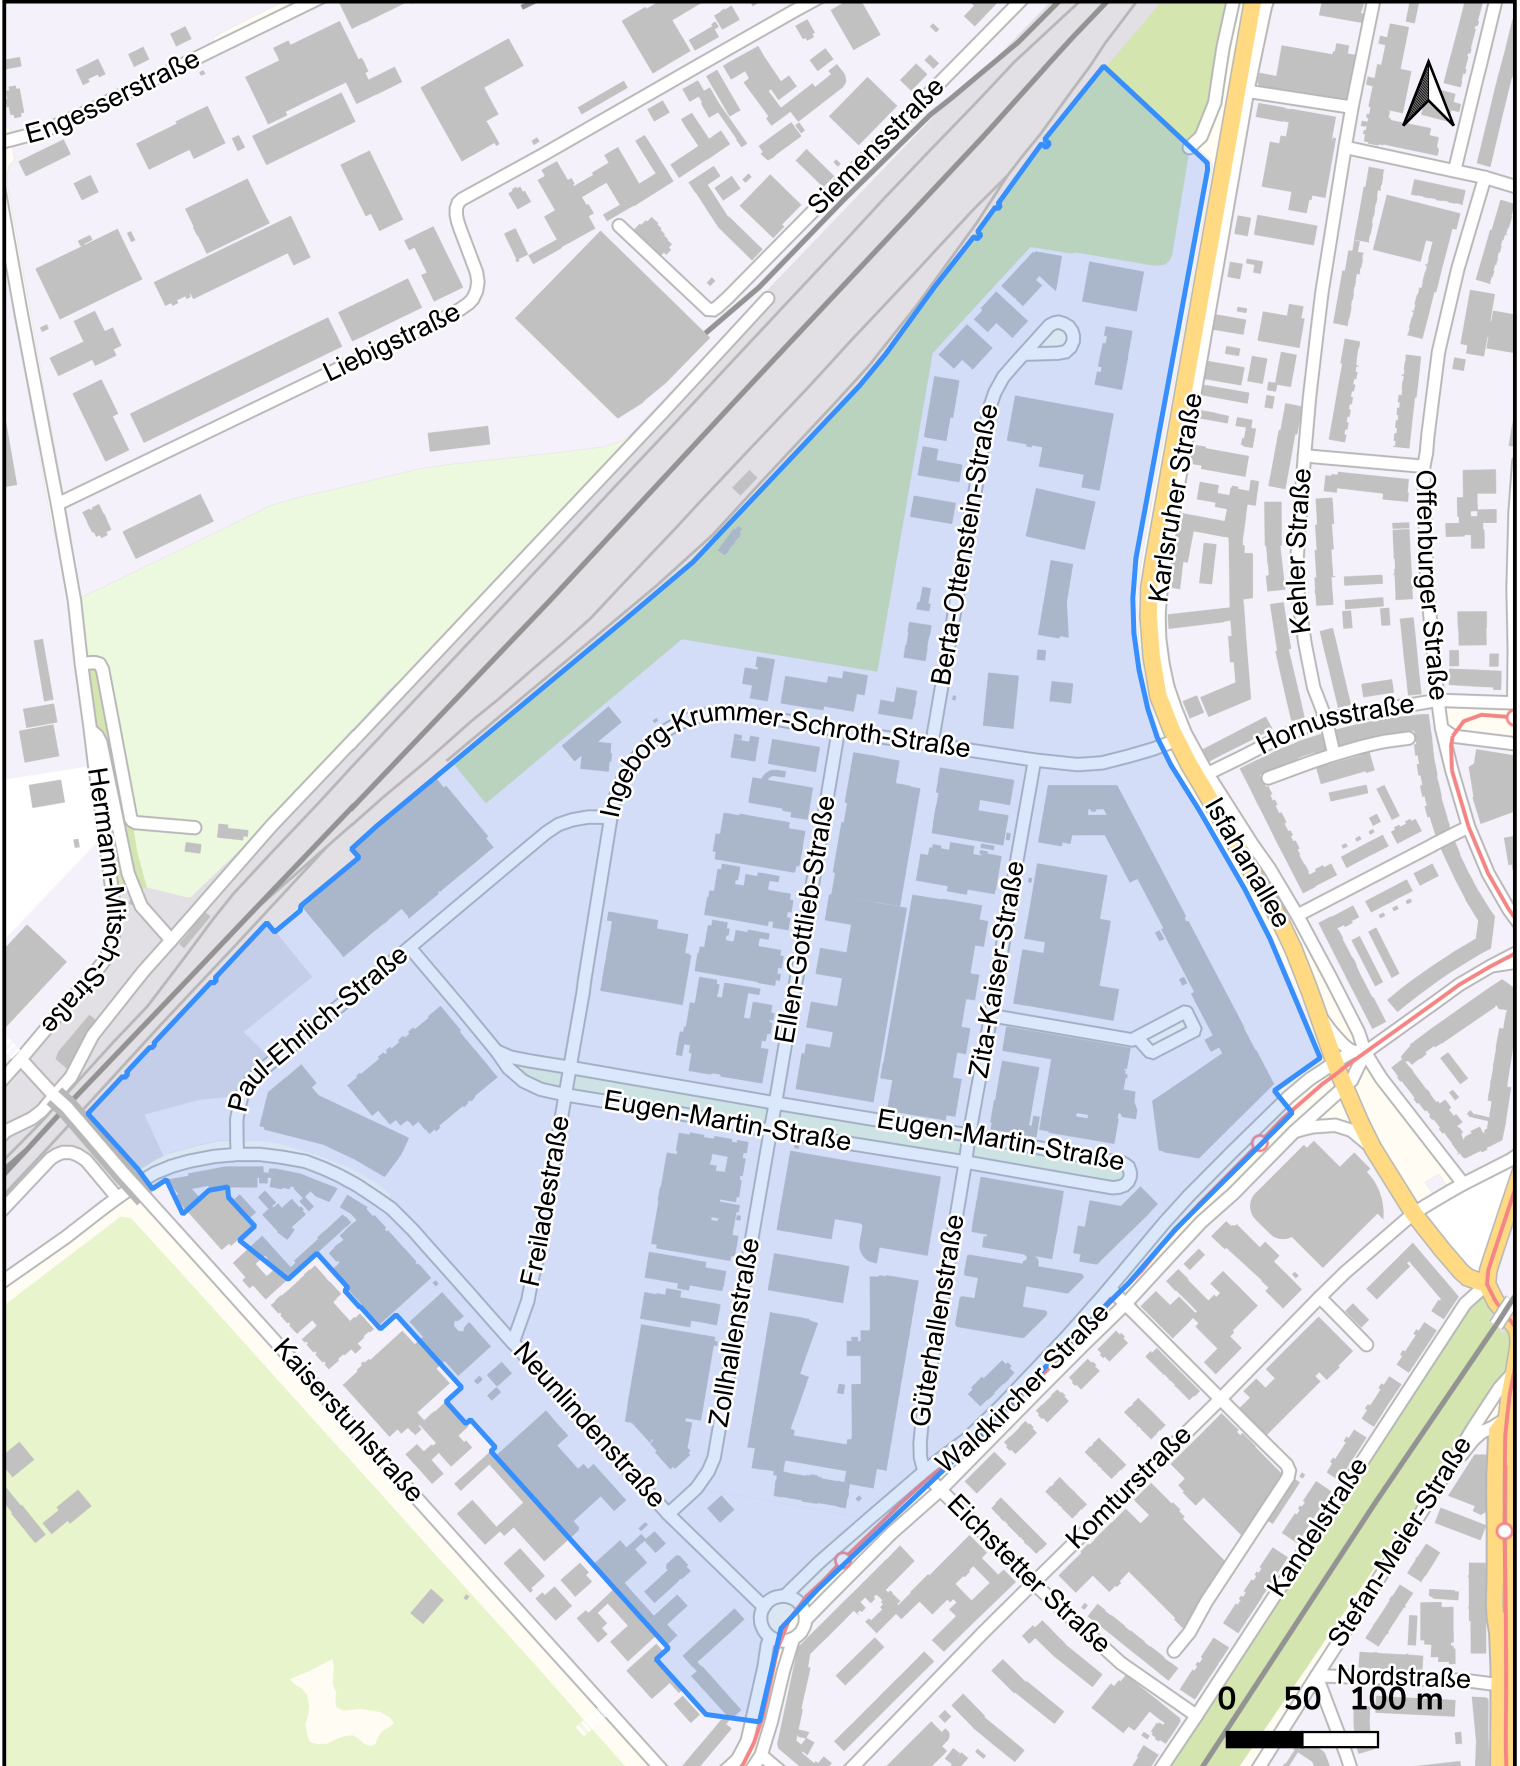 Engesserstraße
Siemensstraße
Liebigstraße
Karlsruher Straße
Berta-Ottenstein-Straße
Kehler Straße
Offenburger Straße
Hornusstraße
Ingeborg-Krummer-Schroth-Straße
Hermann-Mitsch-Straße
Isfahanallee
Ellen-Gottlieb-Straße
Zita-Kaiser-Straße
Paul-Ehrlich-Straße
Eugen-Martin-Straße
Eugen-Martin-Straße
Freiladestraße
Zollhallenstraße
Güterhallenstraße
Neunlindenstraße
Kaiserstuhlstraße
Waldkircher Straße
Komturstraße
Eichstetter Straße
Kandelstraße
Stefan-Meier-Straße
Nordstraße
0 50 100 m